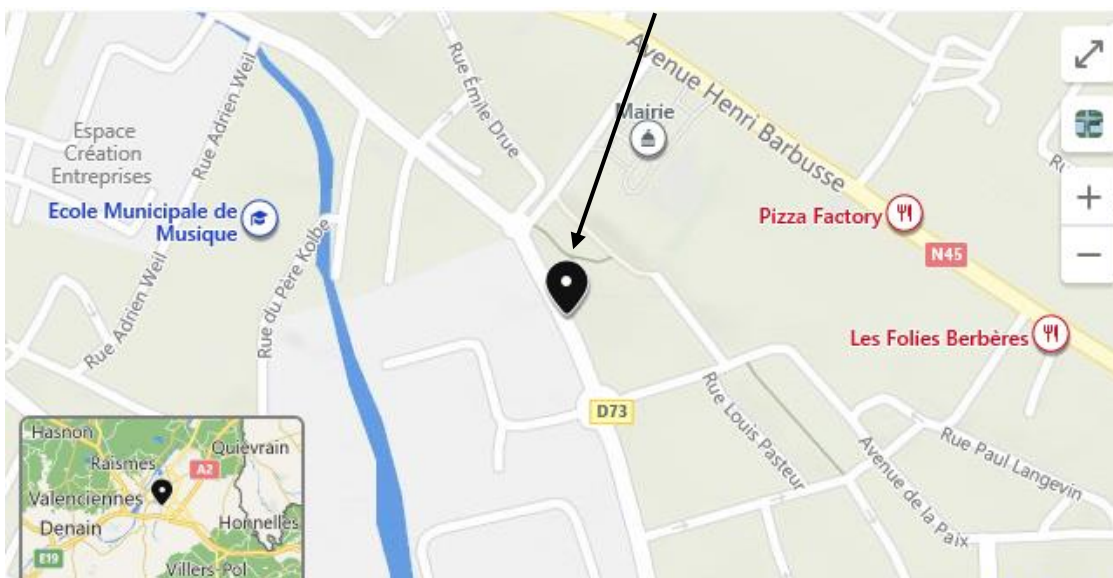 Avenue Henri Barbusse
Rue Émile Drue
Mairie
Rue Adrien Weil
Espace
Création
Entreprises
Ecole Municipale de
Musique
Pizza Factory
N45
Rue du Père Kolbe
Rue Adrien Weil
Les Folies Berbères
D73
Rue Louis Pasteur
Rue Paul Langevin
Avenue de la Paix
Hasnon
Quiévrain
Raismes
A2
Valenciennes
Denain
Honnelles
E19
Villers-Pol